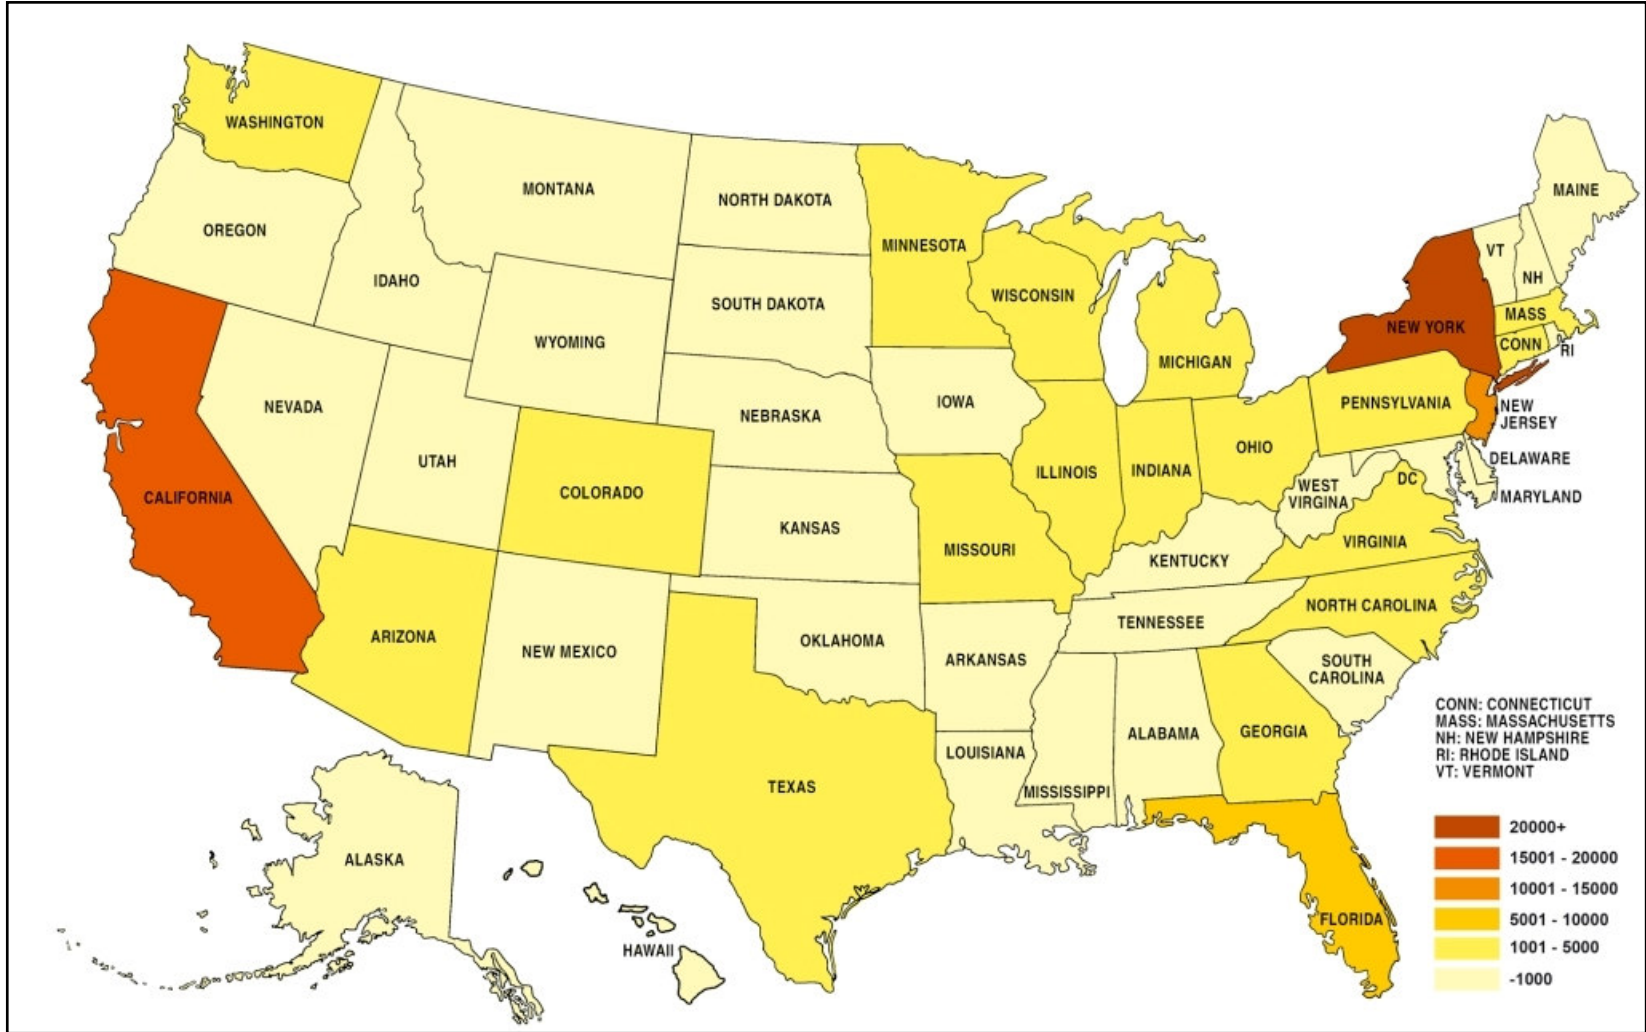 WASHINGTON
MONTANA
NORTH DAKOTA
MINNESOTA
MAINE
OREGON
IDAHO
VT
NH
SOUTH DAKOTA
WISCONSIN
WYOMING
MICHIGAN
NEW YORK
MASS
CONN
RI
NEVADA
NEBRASKA
IOWA
PENNSYLVANIA
NEW
JERSEY
UTAH
COLORADO
ILLINOIS
INDIANA
OHIO
DELAWARE
CALIFORNIA
WEST
VIRGINA
DC
MARYLAND
KANSAS
MISSOURI
KENTUCKY
VIRGINIA
ARIZONA
NEW MEXICO
OKLAHOMA
ARKANSAS
TENNESSEE
NORTH CAROLINA
SOUTH
CAROLINA
TEXAS
LOUISIANA
MISSISSIPPI
ALABAMA
GEORGIA
ALASKA
HAWAII
FLORIDA
CONN: CONNECTICUT
MASS: MASSACHUSETTS
NH: NEW HAMPSHIRE
RI: RHODE ISLAND
VT: VERMONT
20000+
15001 - 20000
10001 - 15000
5001 - 10000
1001 - 5000
-1000